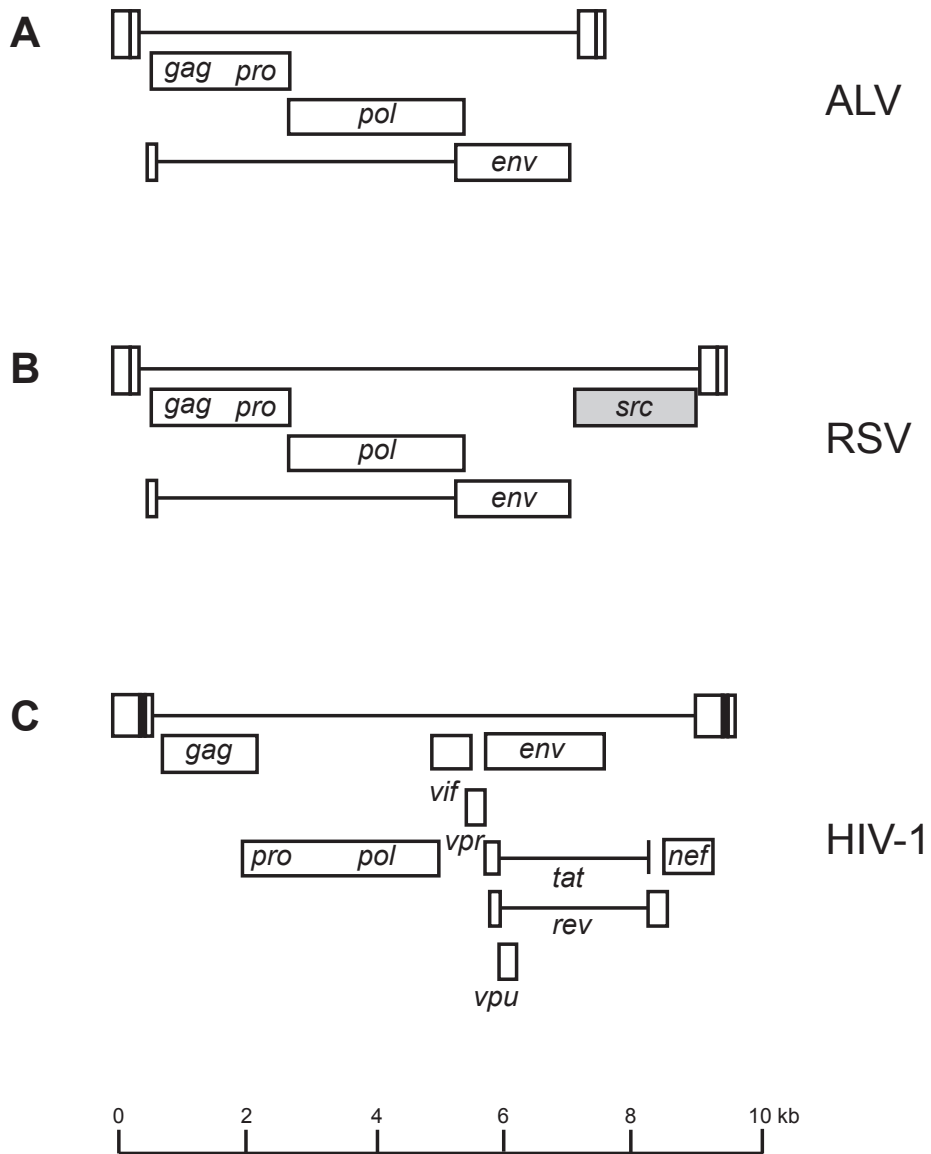 A
gag pro
ALV
pol
env
B
gag pro
src
RSV
pol
env
C
gag
env
vif
vpr
HIV-1
pro pol
nef
tat
rev
vpu
0 2 4 6 8 10 kb